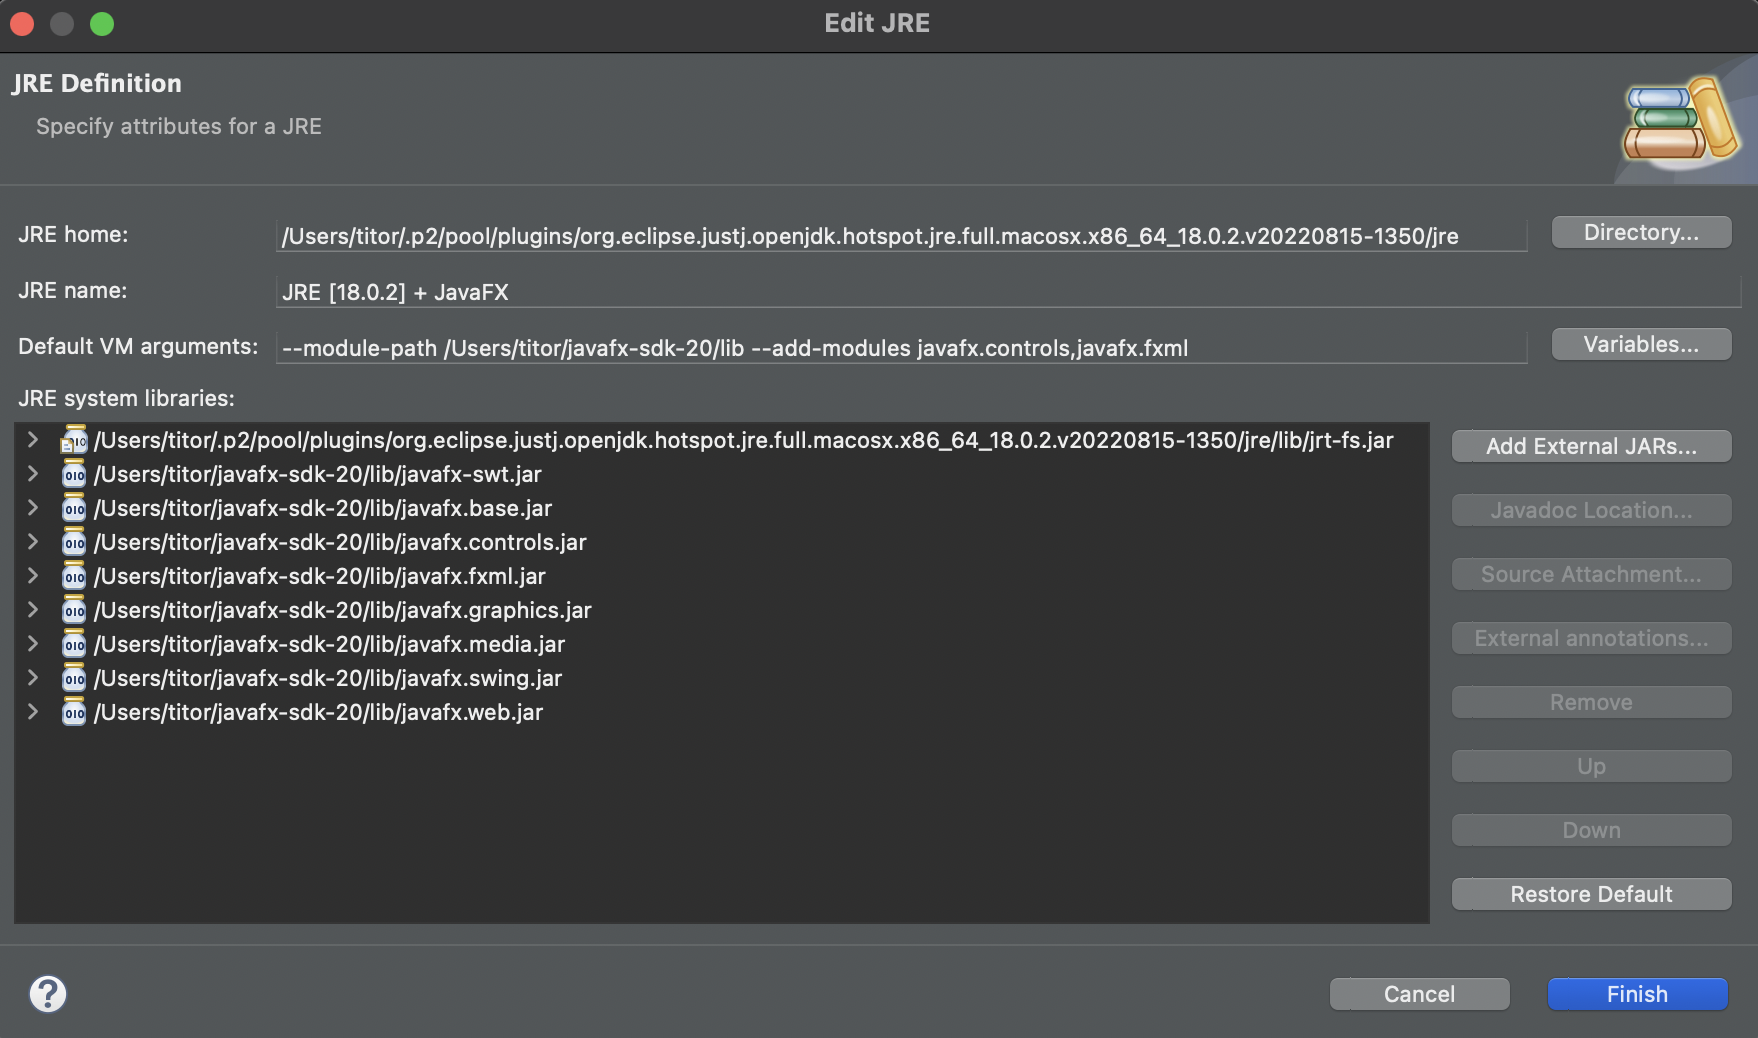 Edit JRE
JRE Definition
Specify attributes for a JRE
JRE home: /Users/titor/.p2/pool/plugins/org.eclipse.justj.openjdk.hotspot.jre.full.macosx.x86_64_18.0.2.v20220815-1350/jre Directory...
JRE name: JRE [18.0.2] + JavaFX
Default VM arguments: --module-path /Users/titor/javafx-sdk-20/lib --add-modules javafx.controls,javafx.fxml Variables...
JRE system libraries:
/Users/titor/.p2/pool/plugins/org.eclipse.justj.openjdk.hotspot.jre.full.macosx.x86_64_18.0.2.v20220815-1350/jre/lib/jrt-fs.jar
/Users/titor/javafx-sdk-20/lib/javafx-swt.jar
/Users/titor/javafx-sdk-20/lib/javafx.base.jar
/Users/titor/javafx-sdk-20/lib/javafx.controls.jar
/Users/titor/javafx-sdk-20/lib/javafx.fxml.jar
/Users/titor/javafx-sdk-20/lib/javafx.graphics.jar
/Users/titor/javafx-sdk-20/lib/javafx.media.jar
/Users/titor/javafx-sdk-20/lib/javafx.swing.jar
/Users/titor/javafx-sdk-20/lib/javafx.web.jar
Add External JARs...
Javadoc Location...
Source Attachment...
External annotations...
Remove
Up
Down
Restore Default
?
Cancel
Finish